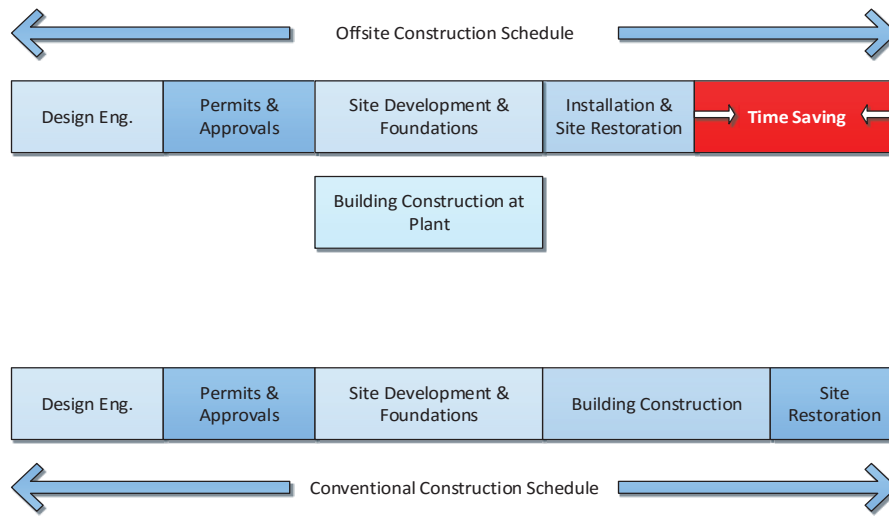 Offsite Construction Schedule
Design Eng.
Permits &
Approvals
Site Development &
Foundations
Installation &
Site Restoration
Time Saving
Building Construction at
Plant
Design Eng.
Permits &
Approvals
Site Development &
Foundations
Building Construction
Site
Restoration
Conventional Construction Schedule